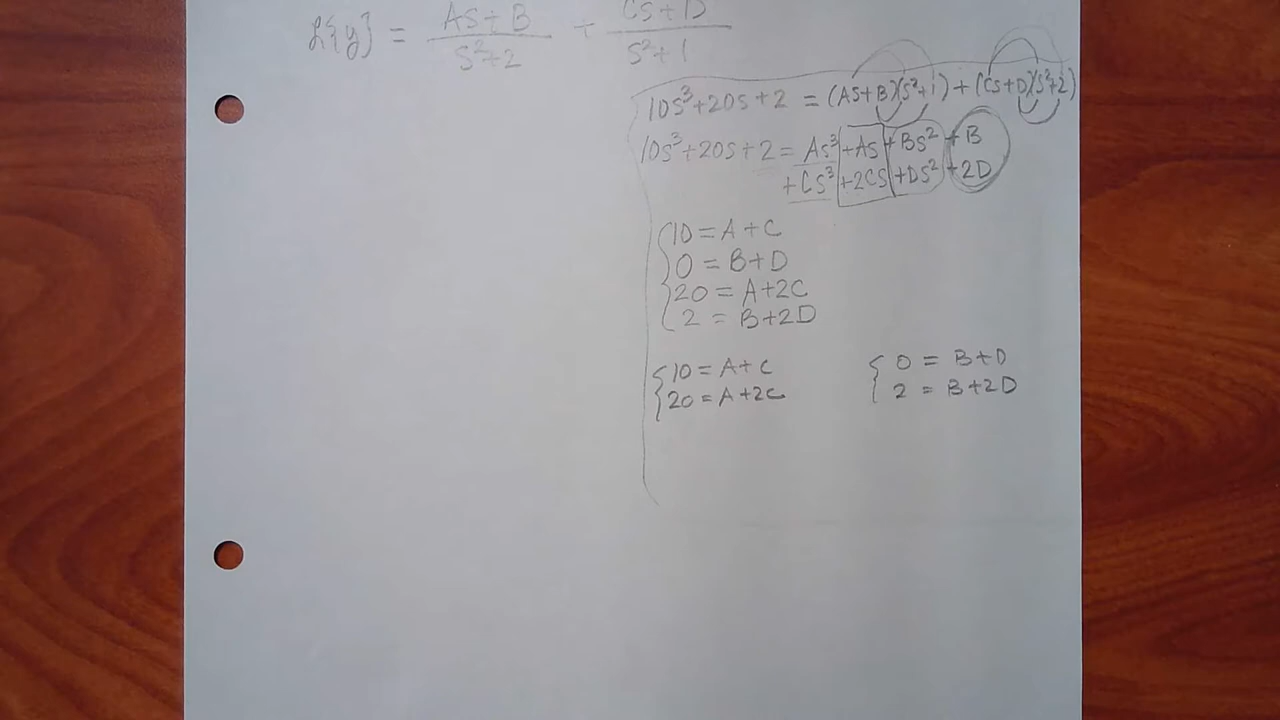 L{y} = (As+B)/(s²+2) + (Cs+D)/(s²+1)
10s³+20s+2 = (As+B)(s²+1) + (Cs+D)(s²+2)
10s³+20s+2 = As³+As+Bs²+B
+Cs³+2Cs+Ds²+2D
10 = A+C
0 = B+D
20 = A+2C
2 = B+2D
10 = A+C
20 = A+2C
0 = B+D
2 = B+2D